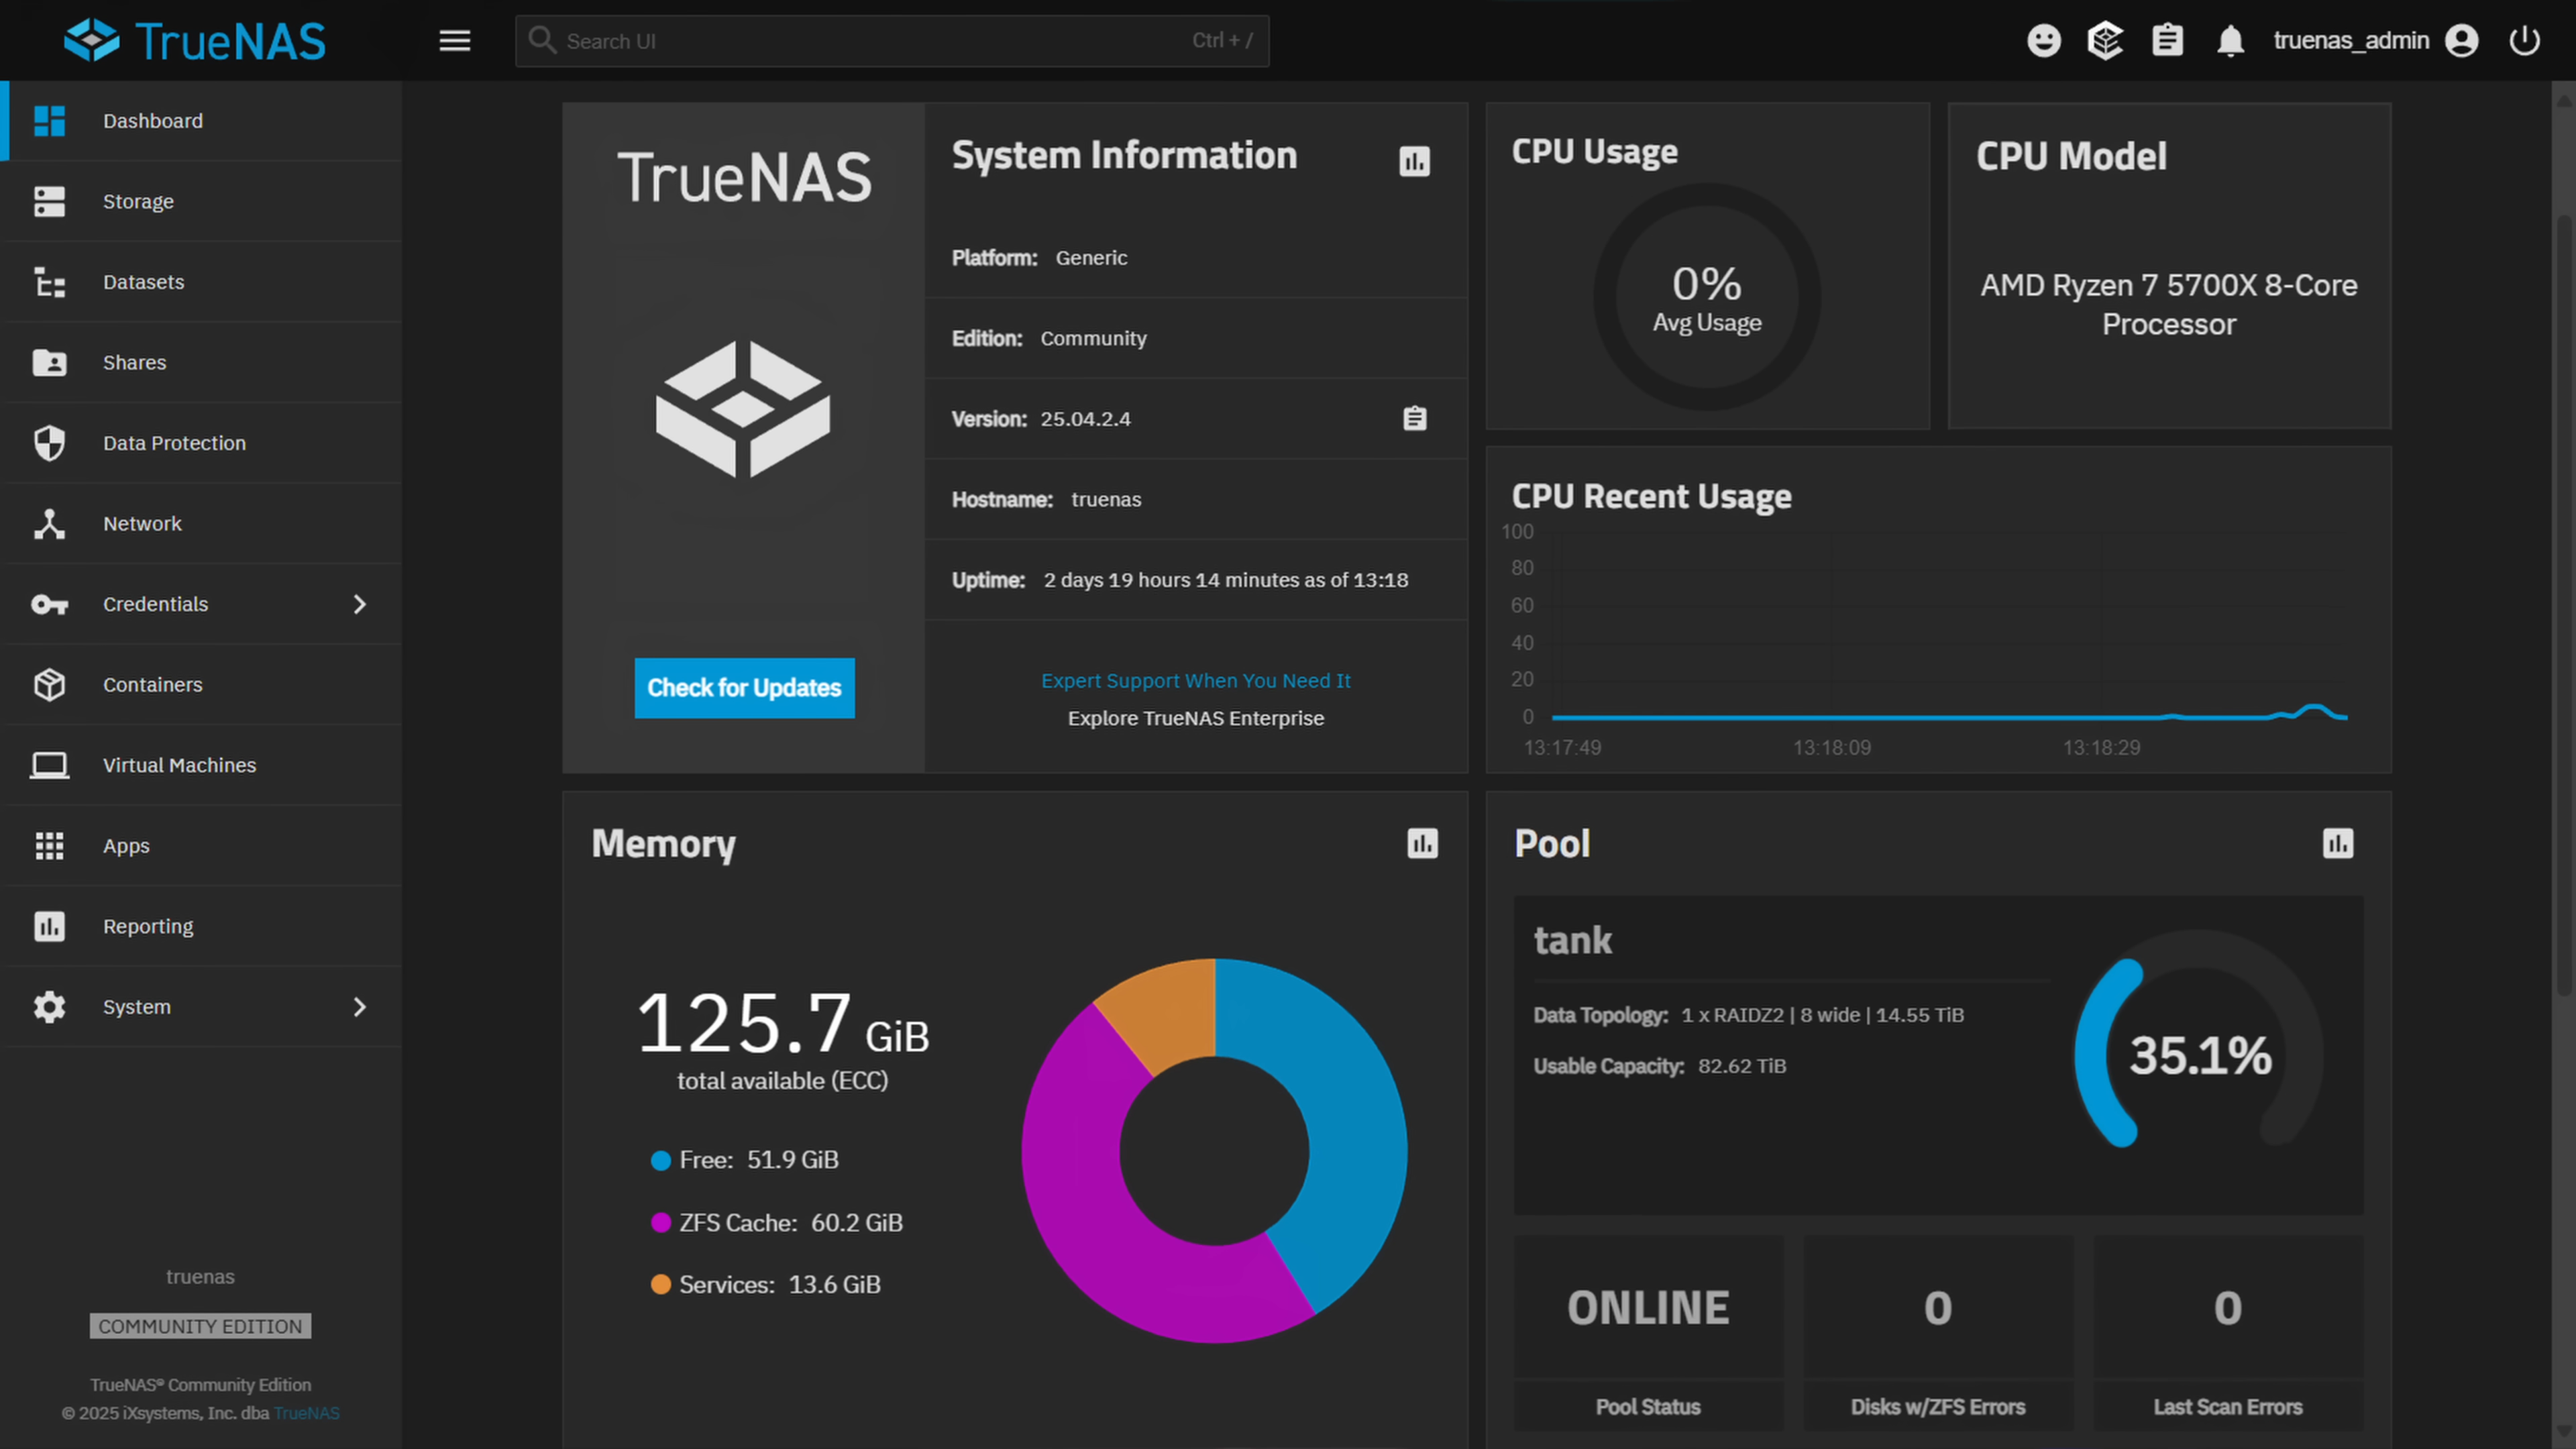 TrueNAS
Search UI
Ctrl + /
truenas_admin
Dashboard
Storage
Datasets
Shares
Data Protection
Network
Credentials
Containers
Virtual Machines
Apps
Reporting
System
truenas
COMMUNITY EDITION
TrueNAS® Community Edition
© 2025 iXsystems, Inc. dba TrueNAS
TrueNAS
Check for Updates
System Information
Platform: Generic
Edition: Community
Version: 25.04.2.4
Hostname: truenas
Uptime: 2 days 19 hours 14 minutes as of 13:18
Expert Support When You Need It
Explore TrueNAS Enterprise
CPU Usage
0%
Avg Usage
CPU Model
AMD Ryzen 7 5700X 8-Core
Processor
CPU Recent Usage
100
80
60
40
20
0
13:17:49
13:18:09
13:18:29
Memory
125.7 GiB
total available (ECC)
Free: 51.9 GiB
ZFS Cache: 60.2 GiB
Services: 13.6 GiB
Pool
tank
Data Topology: 1 x RAIDZ2 | 8 wide | 14.55 TiB
Usable Capacity: 82.62 TiB
35.1%
ONLINE
Pool Status
0
Disks w/ZFS Errors
0
Last Scan Errors